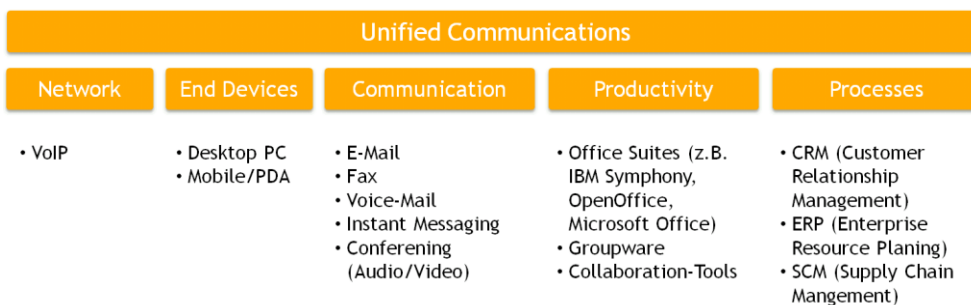 Unified Communications
Network
End Devices
Communication
Productivity
Processes
• VoIP
• Desktop PC
• Mobile/PDA
• E-Mail
• Fax
• Voice-Mail
• Instant Messaging
• Conferening
(Audio/Video)
• Office Suites (z.B.
IBM Symphony,
OpenOffice,
Microsoft Office)
• Groupware
• Collaboration-Tools
• CRM (Customer
Relationship
Management)
• ERP (Enterprise
Resource Planing)
• SCM (Supply Chain
Mangement)